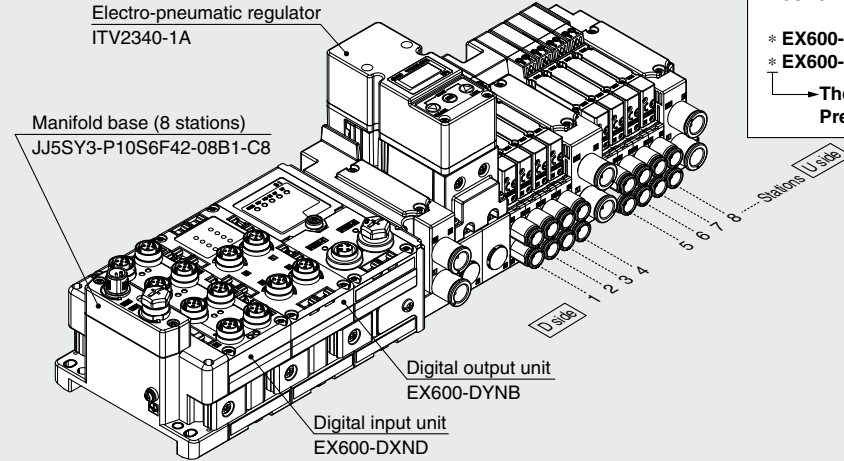 Electro-pneumatic regulator
ITV2340-1A
* EX600-
* EX600-
The
Pre
Manifold base (8 stations)
JJ5SY3-P10S6F42-08B1-C8
Stations U side
8
7
6
5
4
3
2
1
D side
Digital output unit
EX600-DYNB
Digital input unit
EX600-DXND